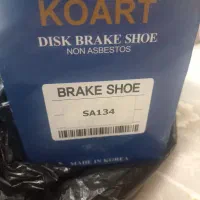 KOART
DISK BRAKE SHOE
NON ASBESTOS
BRAKE SHOE
SA134
MADE IN KOREA